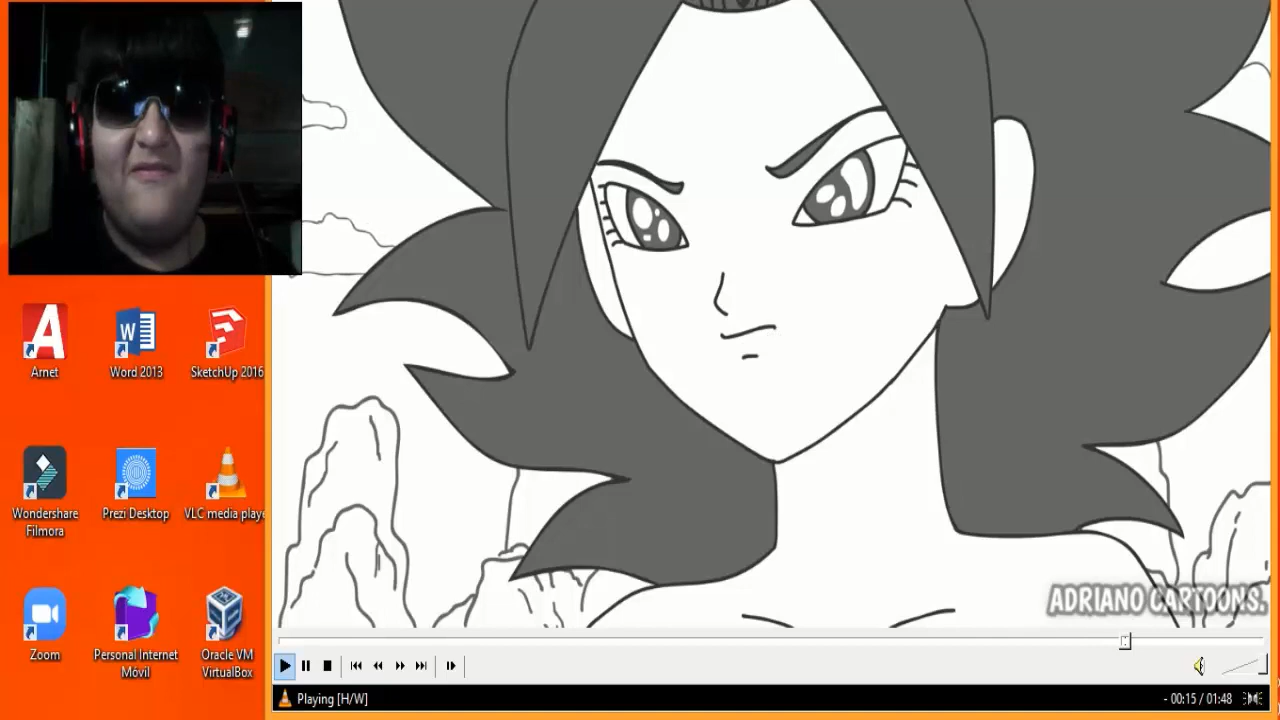 Arnet
Word 2013
SketchUp 2016
Wondershare
Filmora
Prezi Desktop
VLC media playe
Zoom
Personal Internet
Móvil
Oracle VM
VirtualBox
ADRIANO CARTOONS.
Playing [H/W]
- 00:15 / 01:48